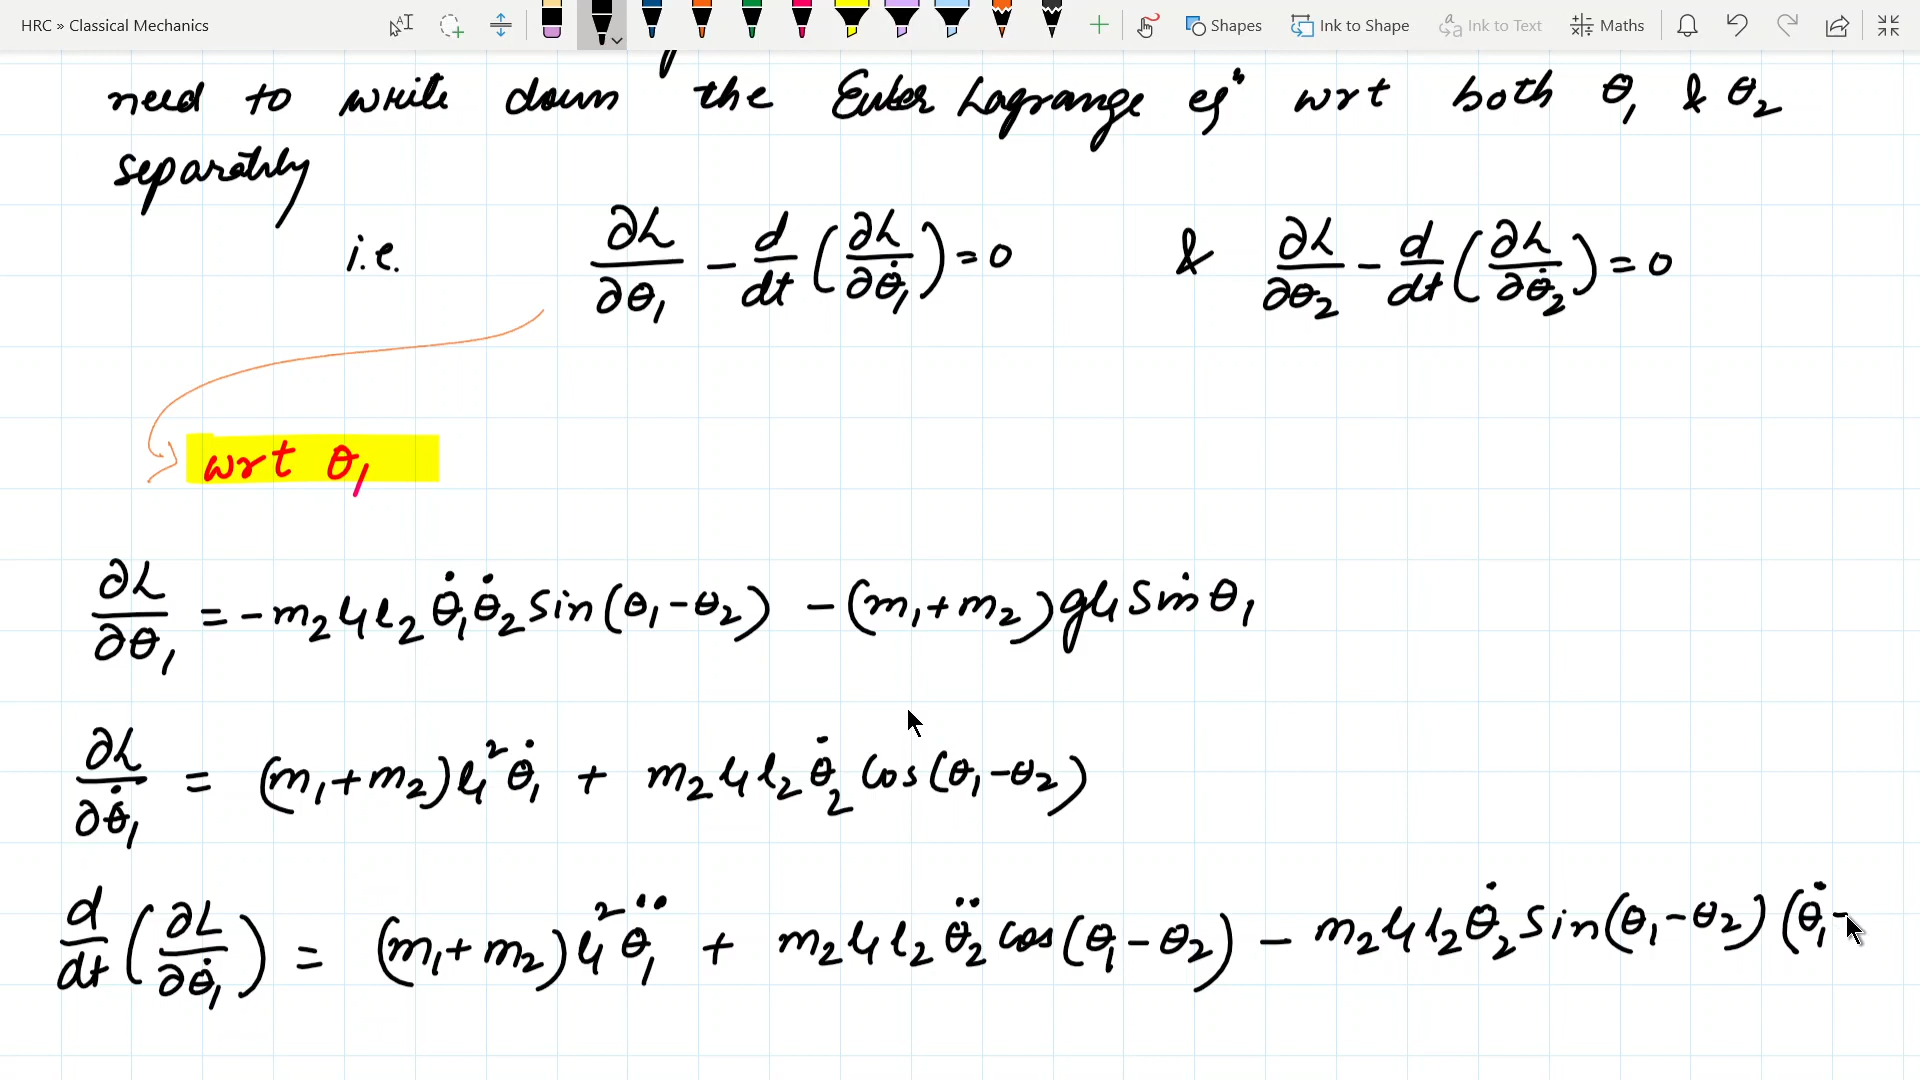 HRC » Classical Mechanics
Shapes Ink to Shape Ink to Text Maths
need to write down the Euler Lagrange eqⁿ wrt both θ₁ & θ₂
separately
i.e. ∂L/∂θ₁ - d/dt(∂L/∂θ̇₁) = 0 & ∂L/∂θ₂ - d/dt(∂L/∂θ̇₂) = 0
wrt θ₁
∂L/∂θ₁ = -m₂l₁l₂θ̇₁θ̇₂ Sin(θ₁-θ₂) - (m₁+m₂)gl₁ Sinθ₁
∂L/∂θ̇₁ = (m₁+m₂)l₁²θ̇₁ + m₂l₁l₂θ̇₂ Cos(θ₁-θ₂)
d/dt(∂L/∂θ̇₁) = (m₁+m₂)l₁²θ̈₁ + m₂l₁l₂θ̈₂ Cos(θ₁-θ₂) - m₂l₁l₂θ̇₂ Sin(θ₁-θ₂)(θ̇₁-